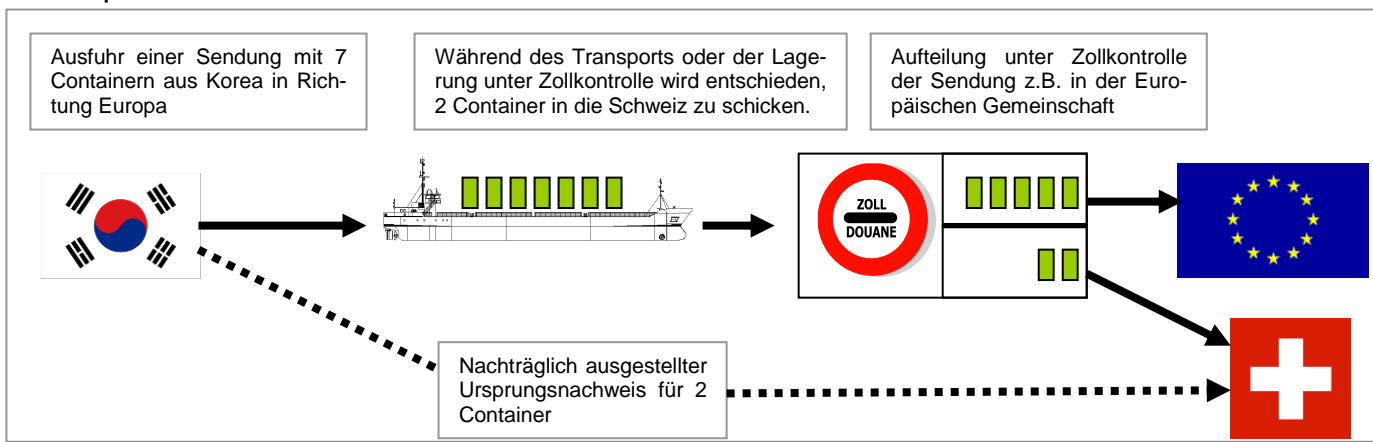 Ausfuhr einer Sendung mit 7
Containern aus Korea in Rich-
tung Europa
Während des Transports oder der Lage-
rung unter Zollkontrolle wird entschieden,
2 Container in die Schweiz zu schicken.
Aufteilung unter Zollkontrolle
der Sendung z.B. in der Euro-
päischen Gemeinschaft
ZOLL
DOUANE
Nachträglich ausgestellter
Ursprungsnachweis für 2
Container